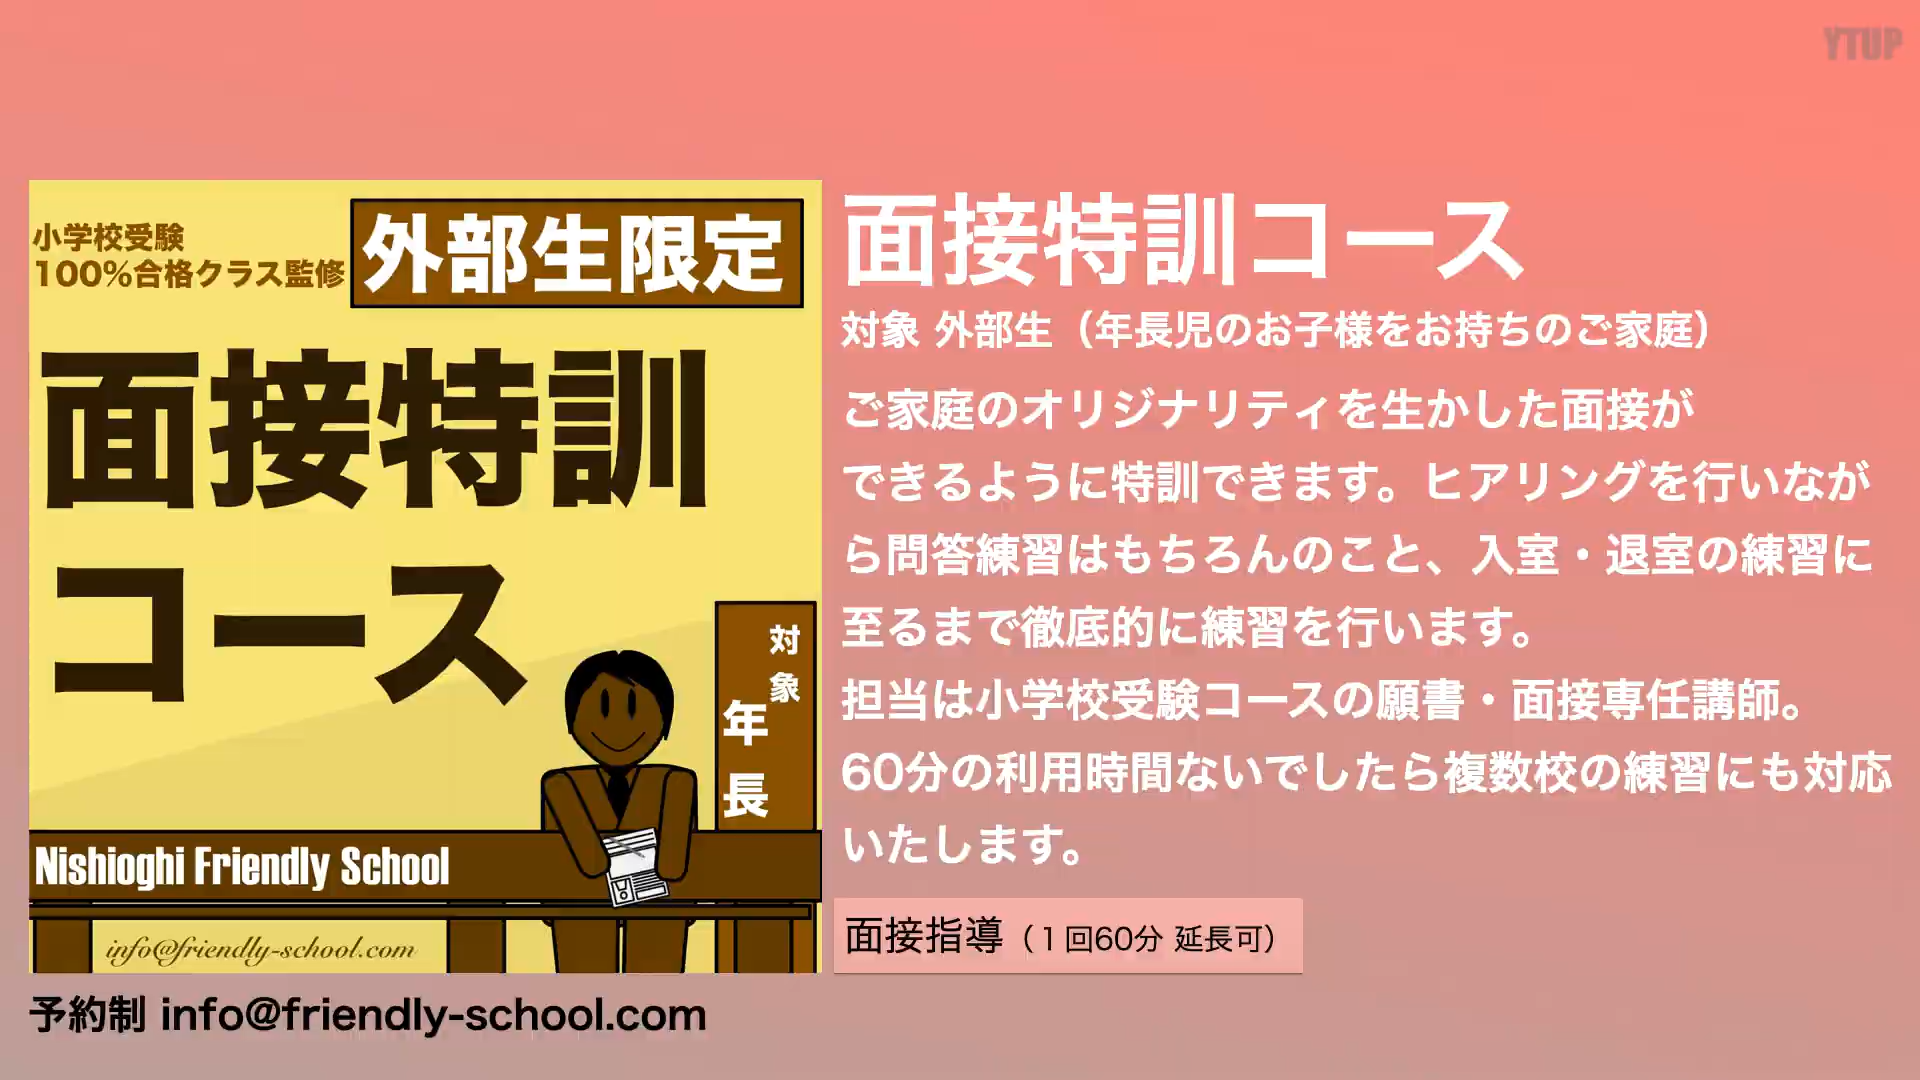 YTUP
小学校受験
100%合格クラス監修
外部生限定
面接特訓
コース
対象
年長
Nishioghi Friendly School
info@friendly-school.com
予約制 info@friendly-school.com
面接特訓コース
対象 外部生（年長児のお子様をお持ちのご家庭）
ご家庭のオリジナリティを生かした面接が
できるように特訓できます。ヒアリングを行いなが
ら問答練習はもちろんのこと、入室・退室の練習に
至るまで徹底的に練習を行います。
担当は小学校受験コースの願書・面接専任講師。
60分の利用時間ないでしたら複数校の練習にも対応
いたします。
面接指導（１回60分 延長可）